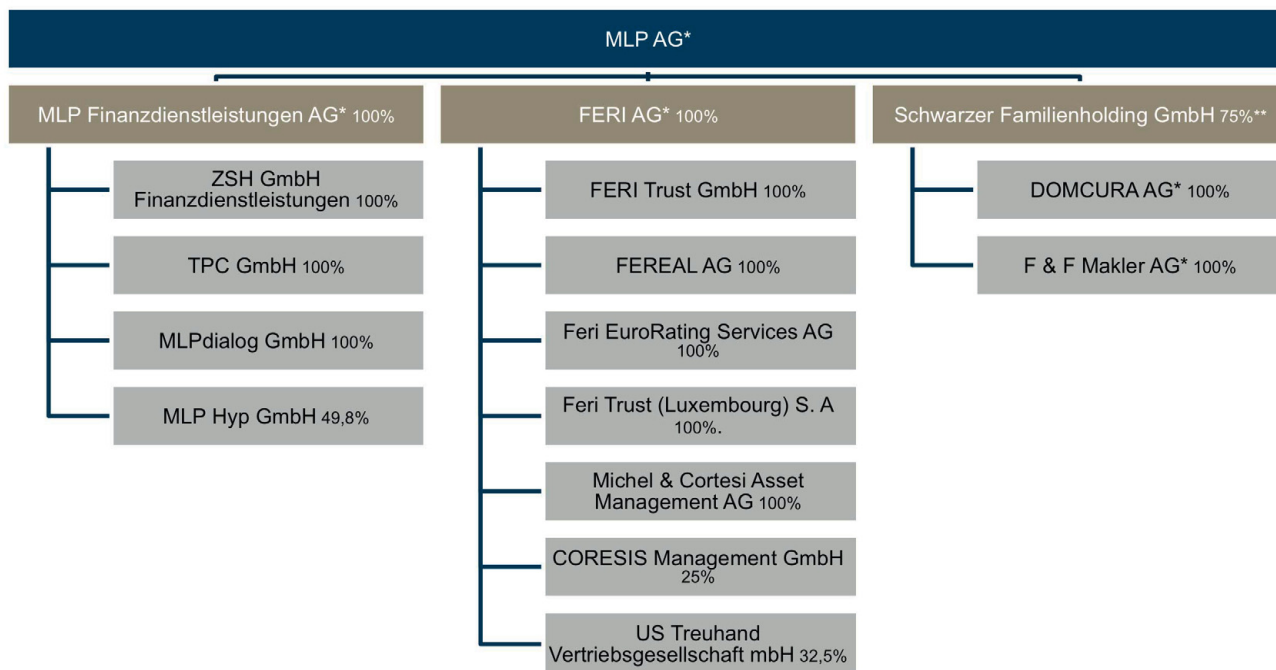 MLP AG*
MLP Finanzdienstleistungen AG* 100%
ZSH GmbH
Finanzdienstleistungen 100%
TPC GmbH 100%
MLPdialog GmbH 100%
MLP Hyp GmbH 49,8%
FERI AG* 100%
FERI Trust GmbH 100%
FEREAL AG 100%
Feri EuroRating Services AG
100%
Feri Trust (Luxembourg) S. A
100%.
Michel & Cortesi Asset
Management AG 100%
CORESIS Management GmbH
25%
US Treuhand
Vertriebsgesellschaft mbH 32,5%
Schwarzer Familienholding GmbH 75%**
DOMCURA AG* 100%
F & F Makler AG* 100%